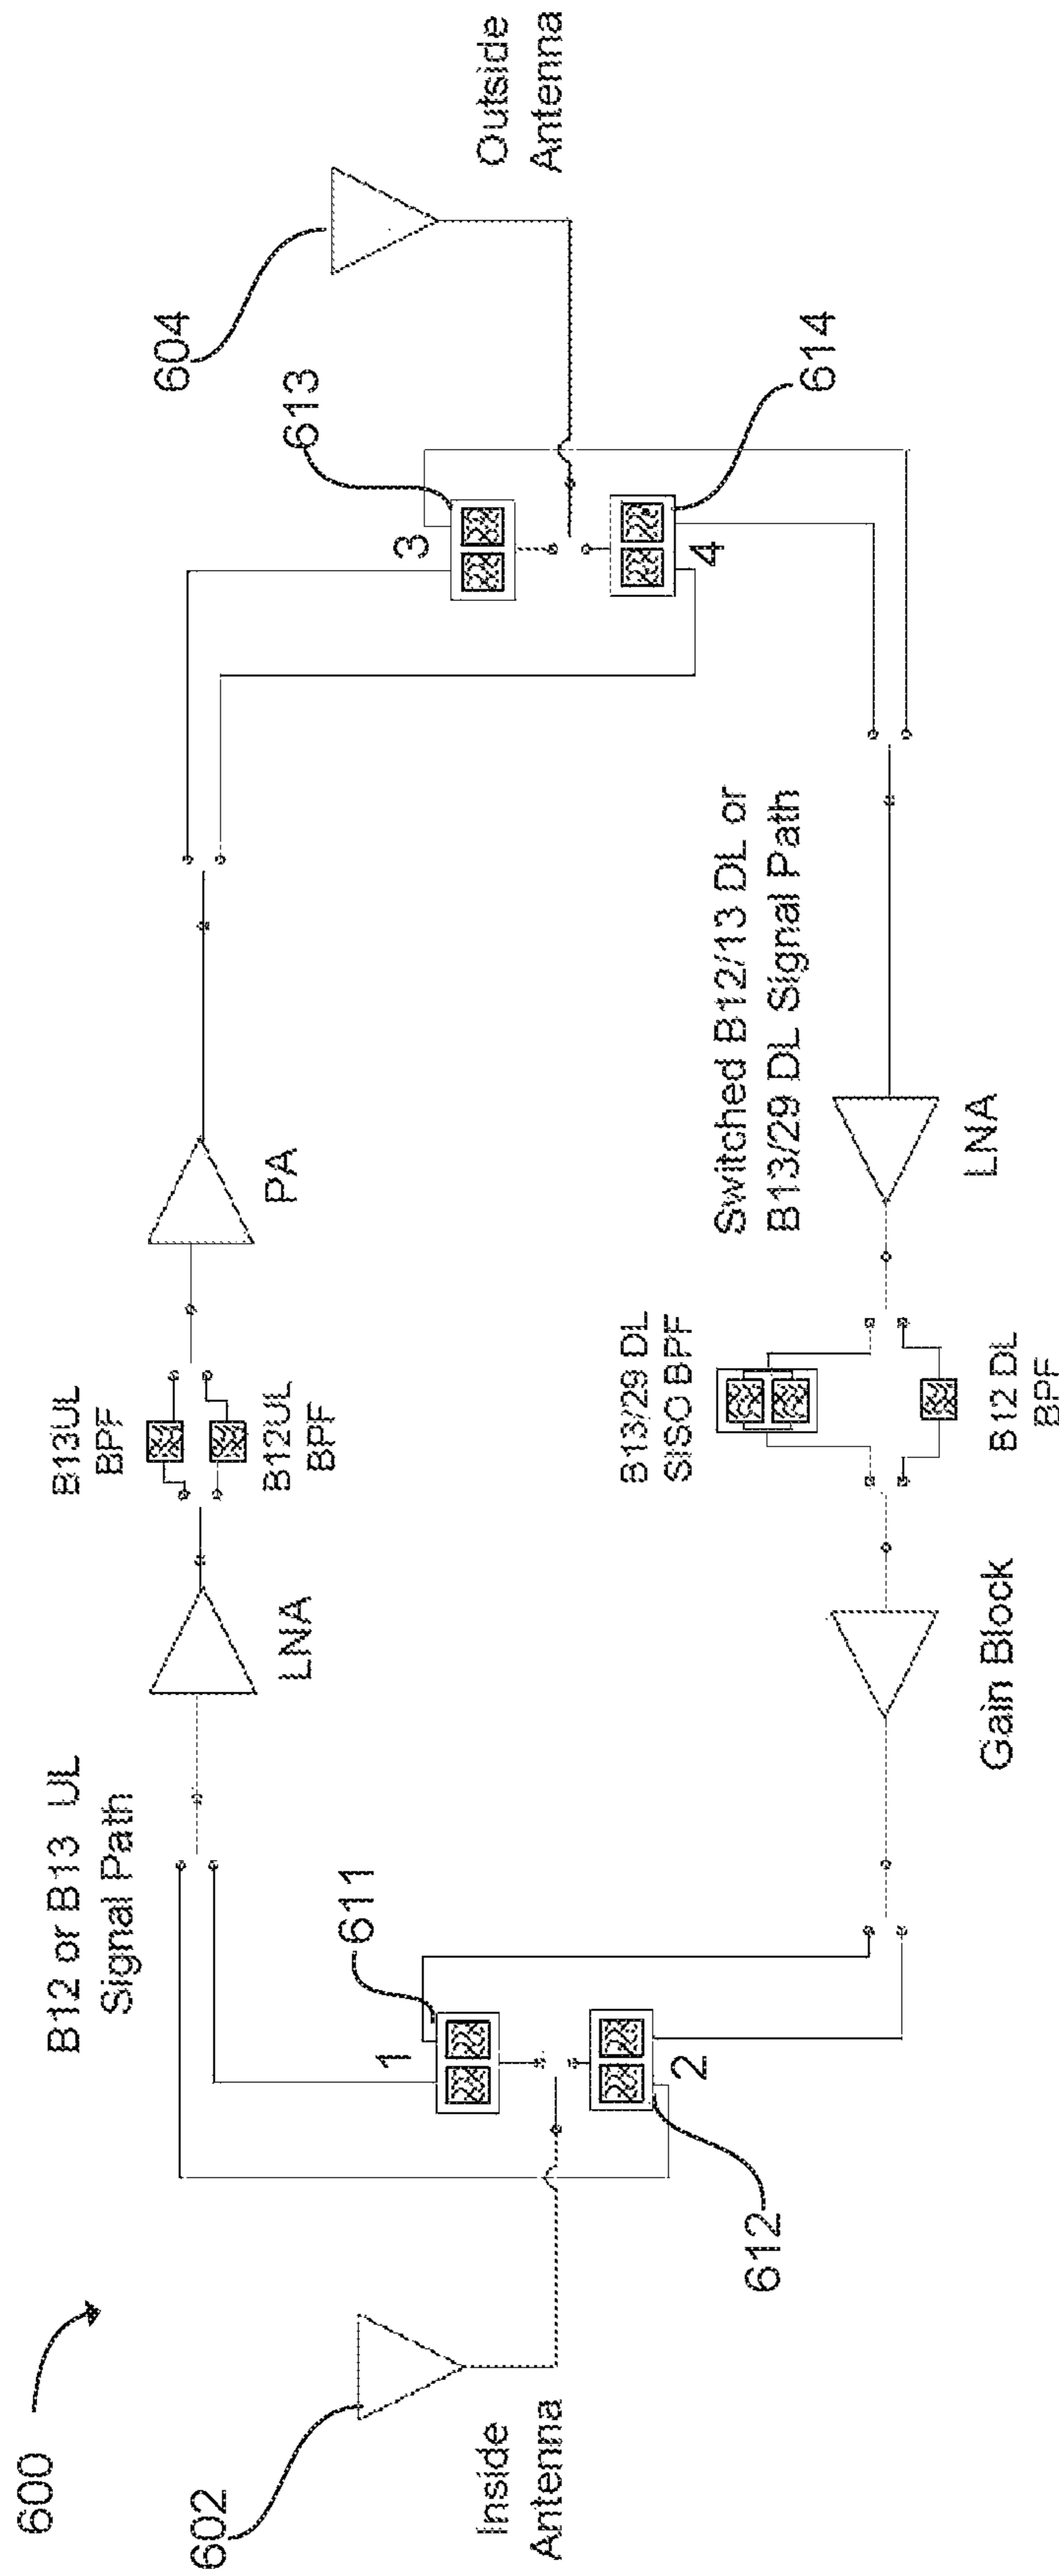 600
602
Inside
Antenna
B12 or B13 UL
Signal Path
611
1
2
612
LNA
B13UL
BPF
B12UL
BPF
PA
604
Outside
Antenna
613
3
4
614
Switched B12/13 DL or
B13/29 DL Signal Path
LNA
B13/29 DL
SISO BPF
B12 DL
BPF
Gain Block